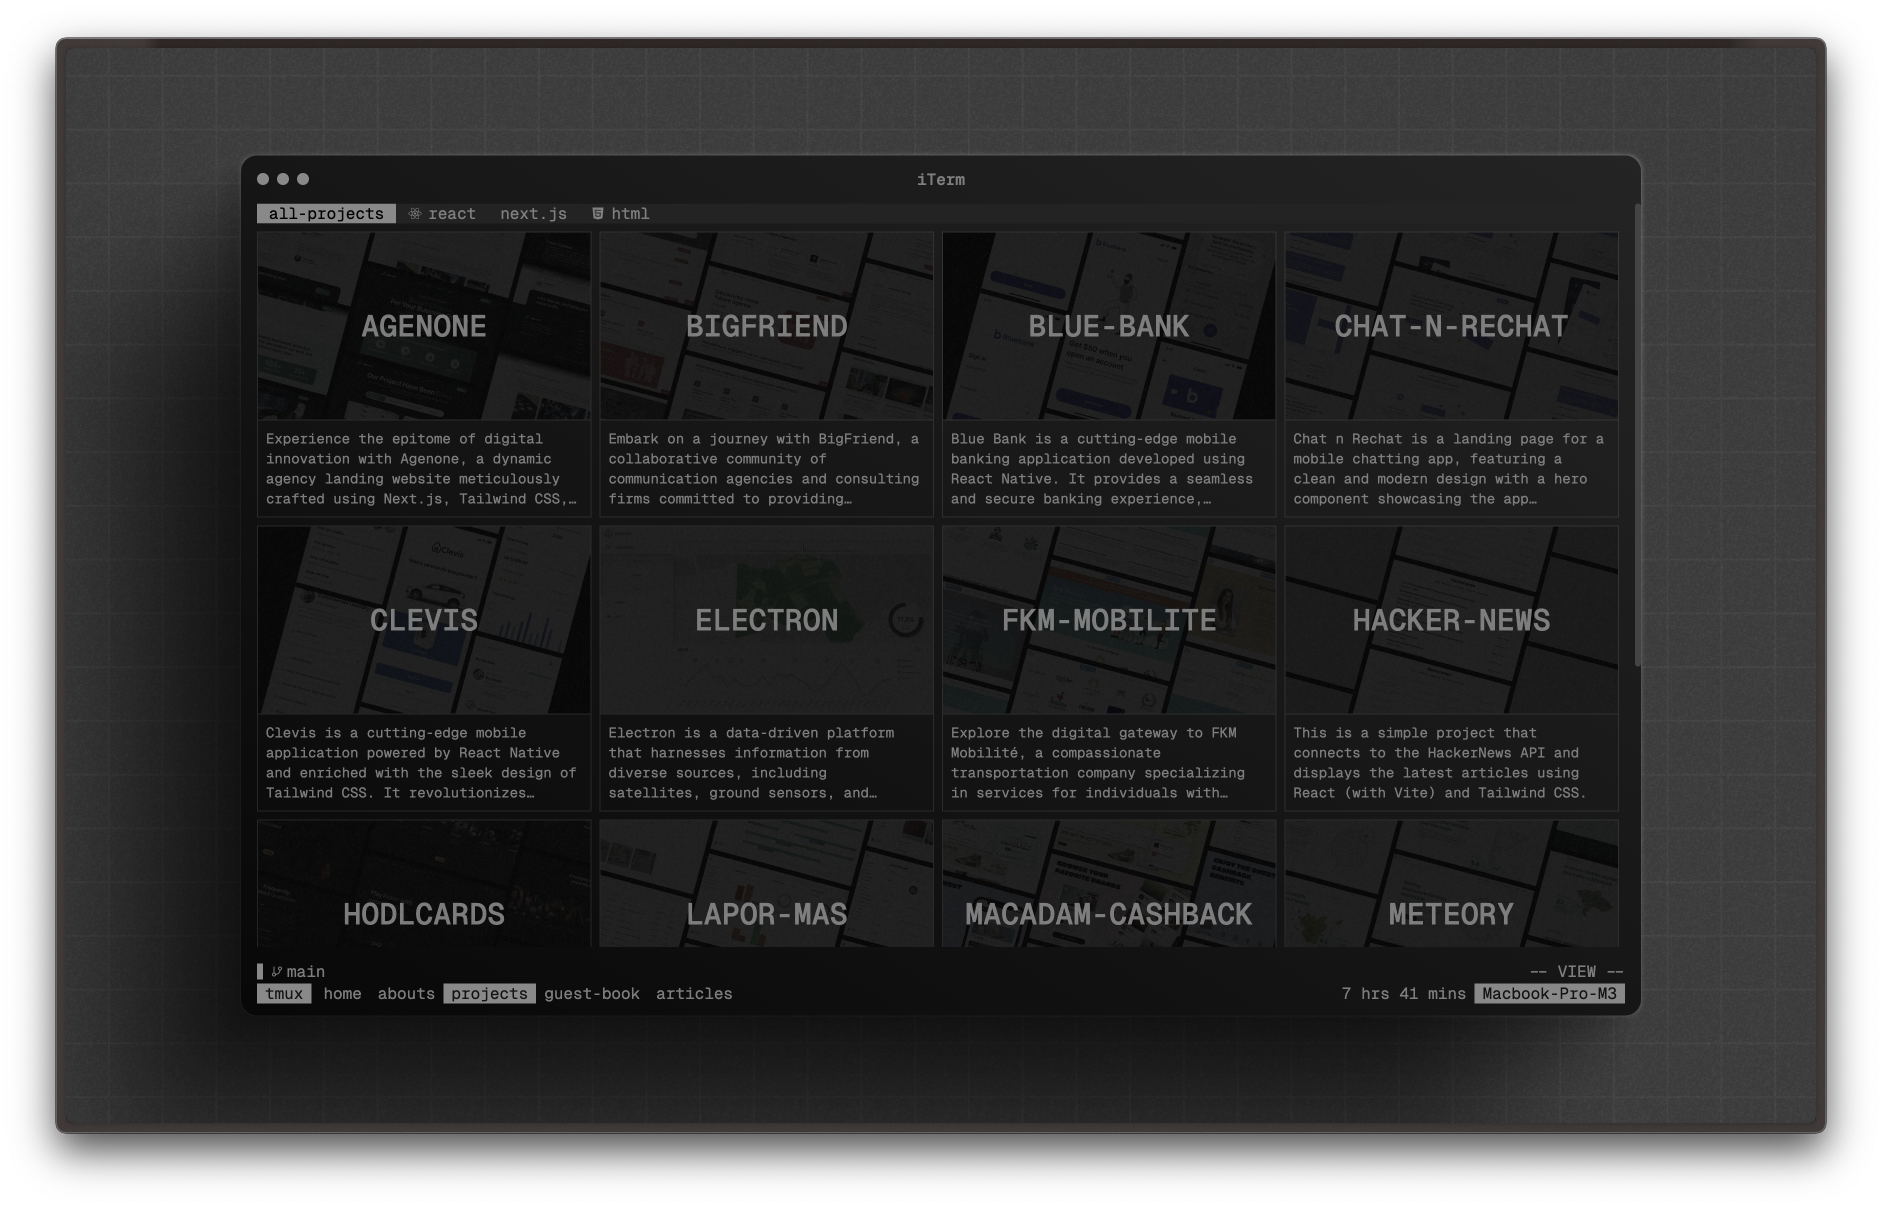 iTerm
all-projects react next.js html
AGENONE
Experience the epitome of digital
innovation with Agenone, a dynamic
agency landing website meticulously
crafted using Next.js, Tailwind CSS,…
BIGFRIEND
Embark on a journey with BigFriend, a
collaborative community of
communication agencies and consulting
firms committed to providing…
BLUE-BANK
Get $50 when you
open an account
Blue Bank is a cutting-edge mobile
banking application developed using
React Native. It provides a seamless
and secure banking experience,…
CHAT-N-RECHAT
Chat n Rechat is a landing page for a
mobile chatting app, featuring a
clean and modern design with a hero
component showcasing the app…
Clevis
CLEVIS
Clevis is a cutting-edge mobile
application powered by React Native
and enriched with the sleek design of
Tailwind CSS. It revolutionizes…
ELECTRON
Electron is a data-driven platform
that harnesses information from
diverse sources, including
satellites, ground sensors, and…
FKM-MOBILITE
Explore the digital gateway to FKM
Mobilité, a compassionate
transportation company specializing
in services for individuals with…
HACKER-NEWS
This is a simple project that
connects to the HackerNews API and
displays the latest articles using
React (with Vite) and Tailwind CSS.
HODLCARDS
LAPOR-MAS
MACADAM-CASHBACK
METEORY
main
-- VIEW --
tmux home abouts projects guest-book articles
7 hrs 41 mins Macbook-Pro-M3